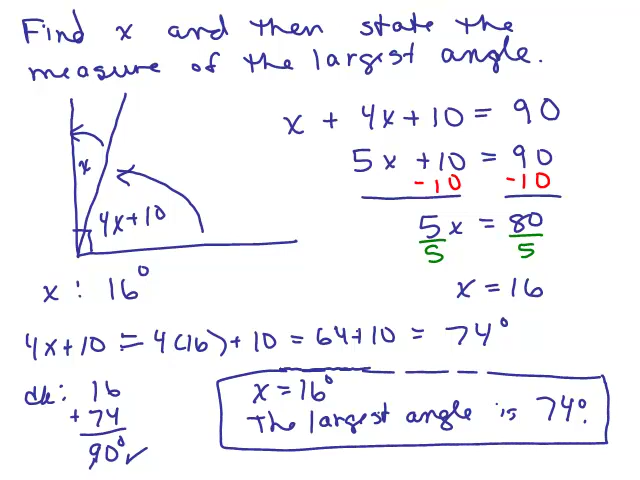 Find x and then state the
measure of the largest angle.
x + 4x + 10 = 90
5x + 10 = 90
-10 -10
5x = 80
5 5
x = 16
x
4x + 10
x : 16°
4x + 10 = 4(16) + 10 = 64 + 10 = 74°
ck: 16
+ 74
90° ✓
x = 16°
The largest angle is 74°.